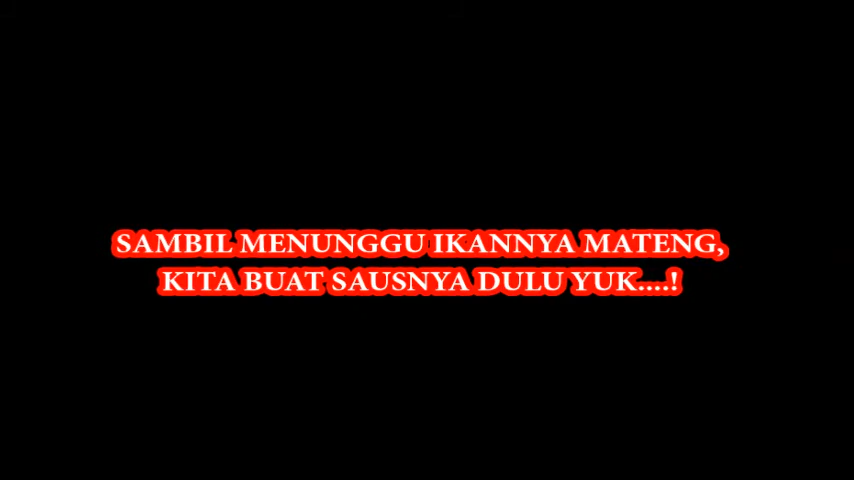 SAMBIL MENUNGGU IKANNYA MATENG,
KITA BUAT SAUSNYA DULU YUK....!